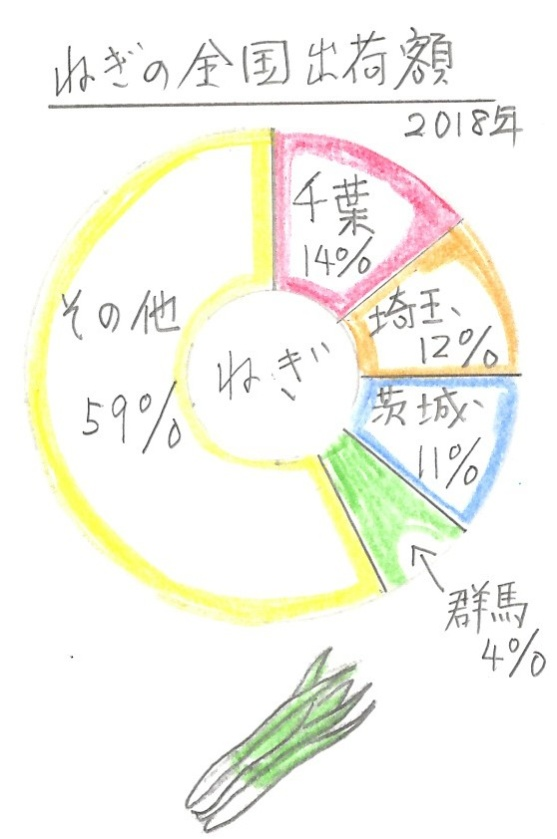 ねぎの全国出荷額
2018年
千葉
14%
埼玉
12%
茨城
11%
群馬
4%
その他
59%
ねぎ